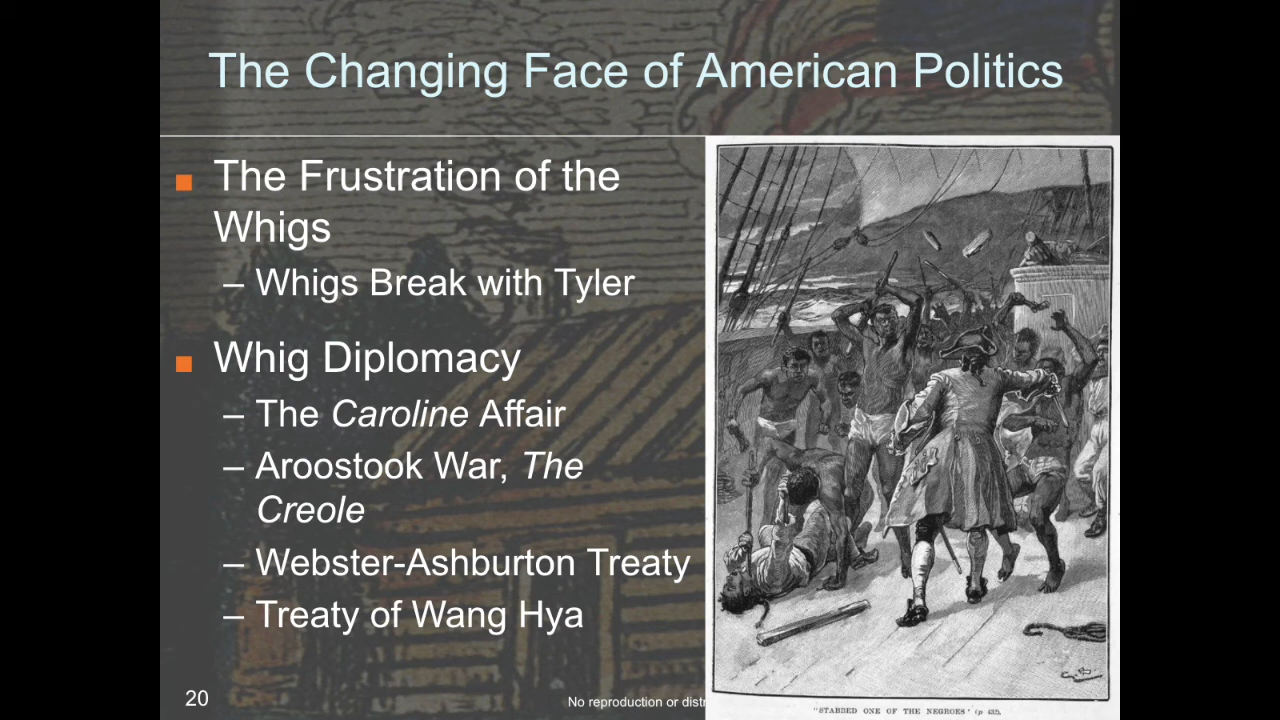 The Changing Face of American Politics
■ The Frustration of the
Whigs
– Whigs Break with Tyler
■ Whig Diplomacy
– The Caroline Affair
– Aroostook War, The
Creole
– Webster-Ashburton Treaty
– Treaty of Wang Hya
20
No reproduction or distr
"STABBED ONE OF THE NEGROES" (p